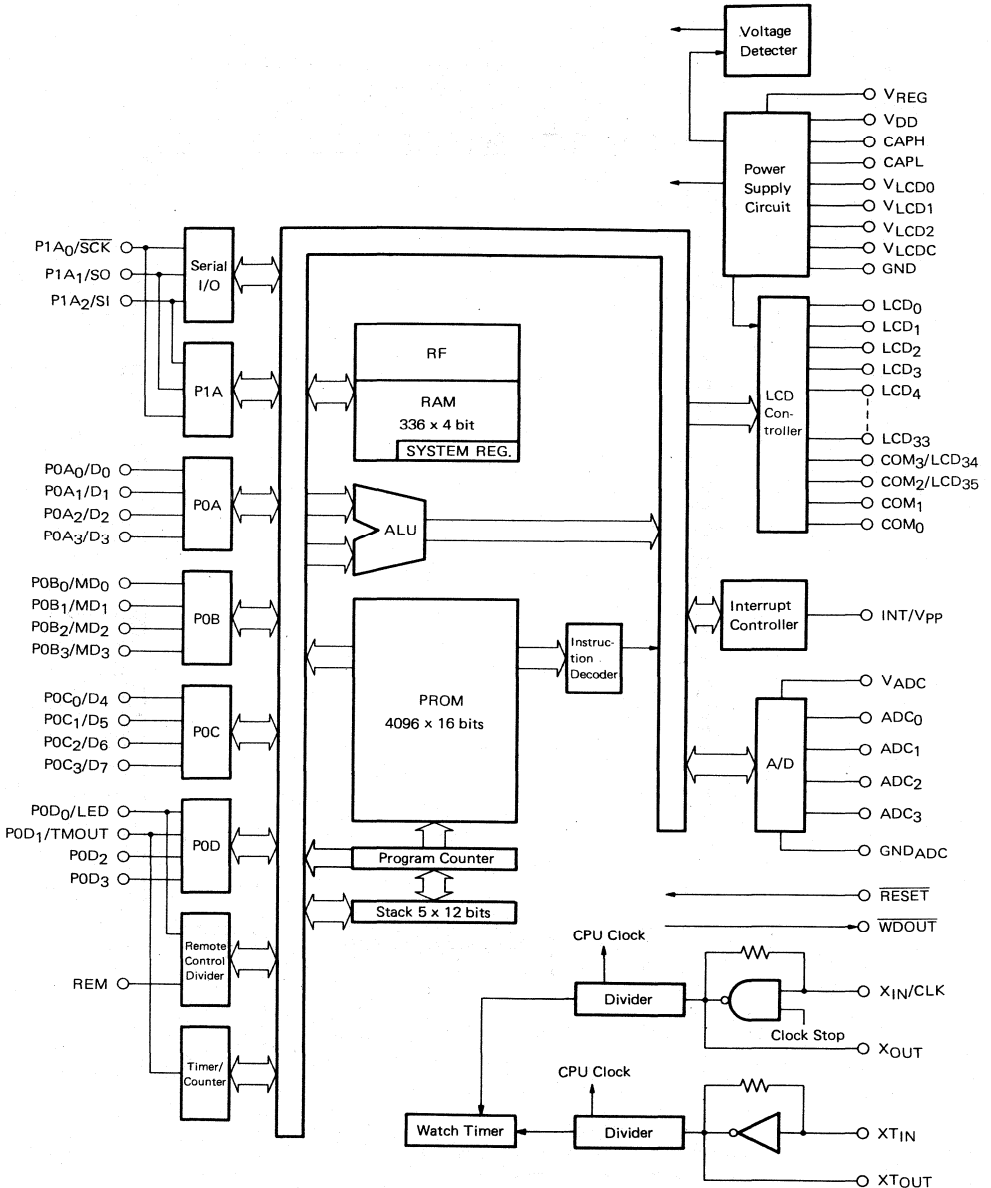 Voltage
Detecter
VREG
VDD
CAPH
CAPL
VLCD0
VLCD1
VLCD2
VLCDC
GND
Power
Supply
Circuit
P1A0/SCK
P1A1/SO
P1A2/SI
Serial
I/O
P1A
RF
RAM
336 x 4 bit
SYSTEM REG.
LCD
Con-
troller
LCD0
LCD1
LCD2
LCD3
LCD4
LCD33
COM3/LCD34
COM2/LCD35
COM1
COM0
P0A0/D0
P0A1/D1
P0A2/D2
P0A3/D3
P0A
ALU
P0B0/MD0
P0B1/MD1
P0B2/MD2
P0B3/MD3
P0B
PROM
4096 x 16 bits
Instruc-
tion
Decoder
Interrupt
Controller
INT/VPP
P0C0/D4
P0C1/D5
P0C2/D6
P0C3/D7
P0C
A/D
VADC
ADC0
ADC1
ADC2
ADC3
GNDADC
P0D0/LED
P0D1/TMOUT
P0D2
P0D3
P0D
Program Counter
Stack 5 x 12 bits
RESET
WDOUT
REM
Remote
Control
Divider
CPU Clock
Divider
XIN/CLK
Clock Stop
XOUT
Timer/
Counter
CPU Clock
Watch Timer
Divider
XTIN
XTOUT